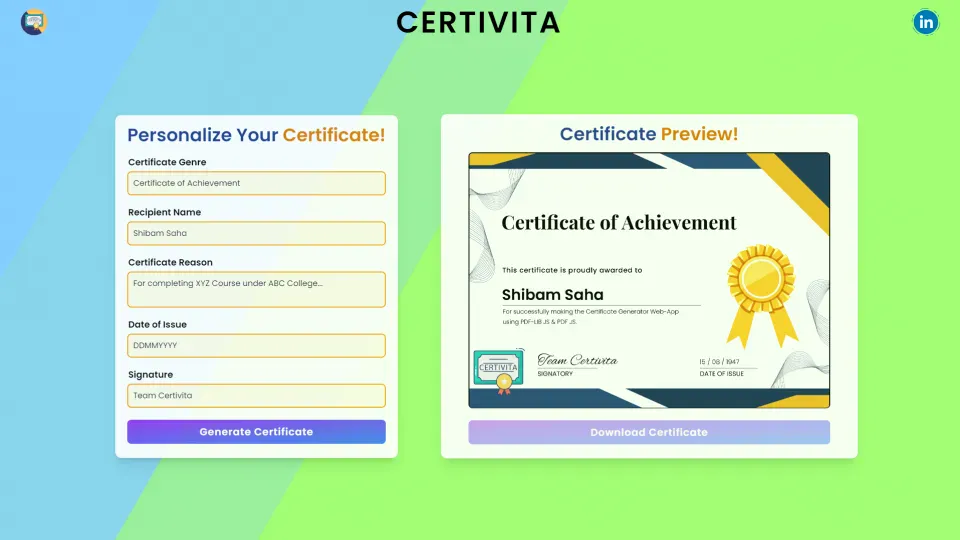 CERTIVITA
in
Personalize Your Certificate!
Certificate Genre
Certificate of Achievement
Recipient Name
Shibam Saha
Certificate Reason
For completing XYZ Course under ABC College...
Date of Issue
DDMMYYYY
Signature
Team Certivita
Generate Certificate
Certificate Preview!
Certificate of Achievement
This certificate is proudly awarded to
Shibam Saha
For successfully making the Certificate Generator Web-App
using PDF-LIB JS & PDF JS.
CERTIVITA
Team Certivita
SIGNATORY
15 / 08 / 1947
DATE OF ISSUE
Download Certificate